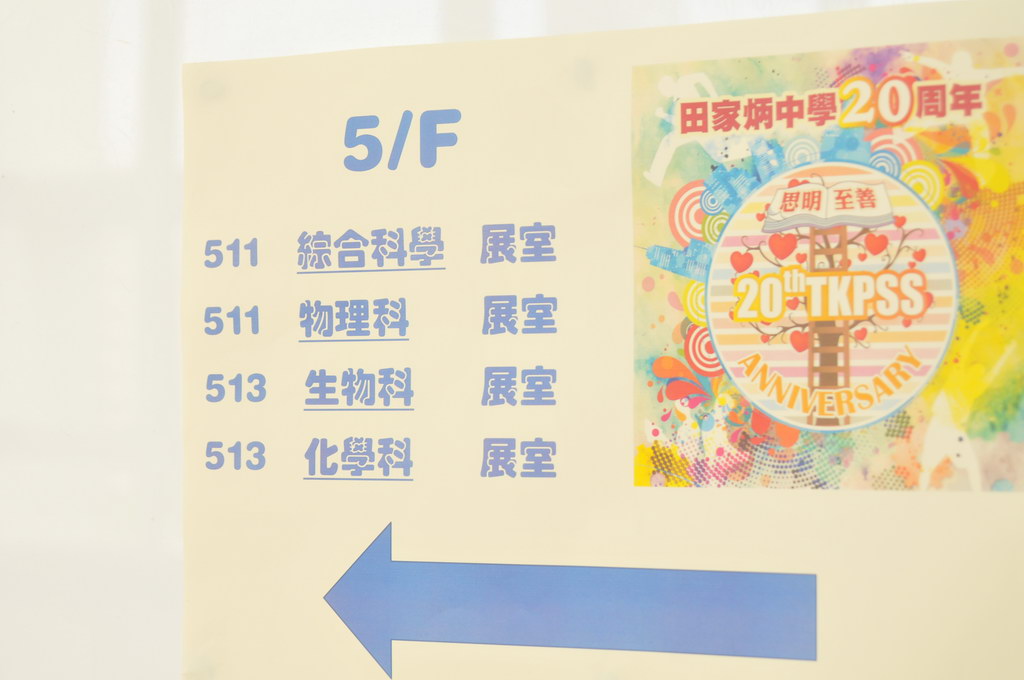 5/F
511 綜合科學 展室
511 物理科 展室
513 生物科 展室
513 化學科 展室
田家炳中學20周年
思明 至善
20th TKPSS
ANNIVERSARY